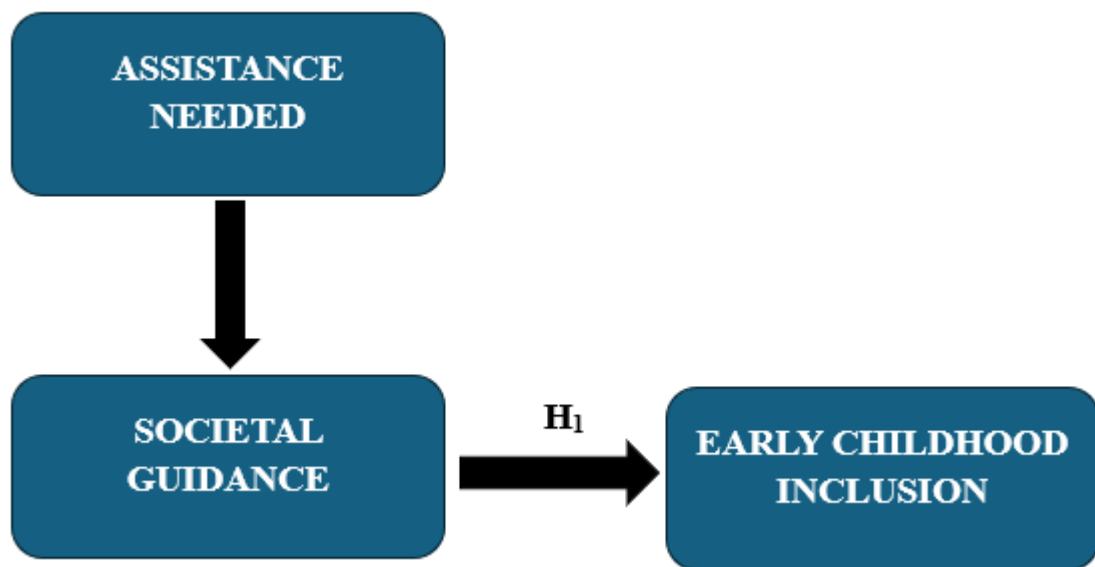 ASSISTANCE
NEEDED
SOCIETAL
GUIDANCE
H₁
EARLY CHILDHOOD
INCLUSION